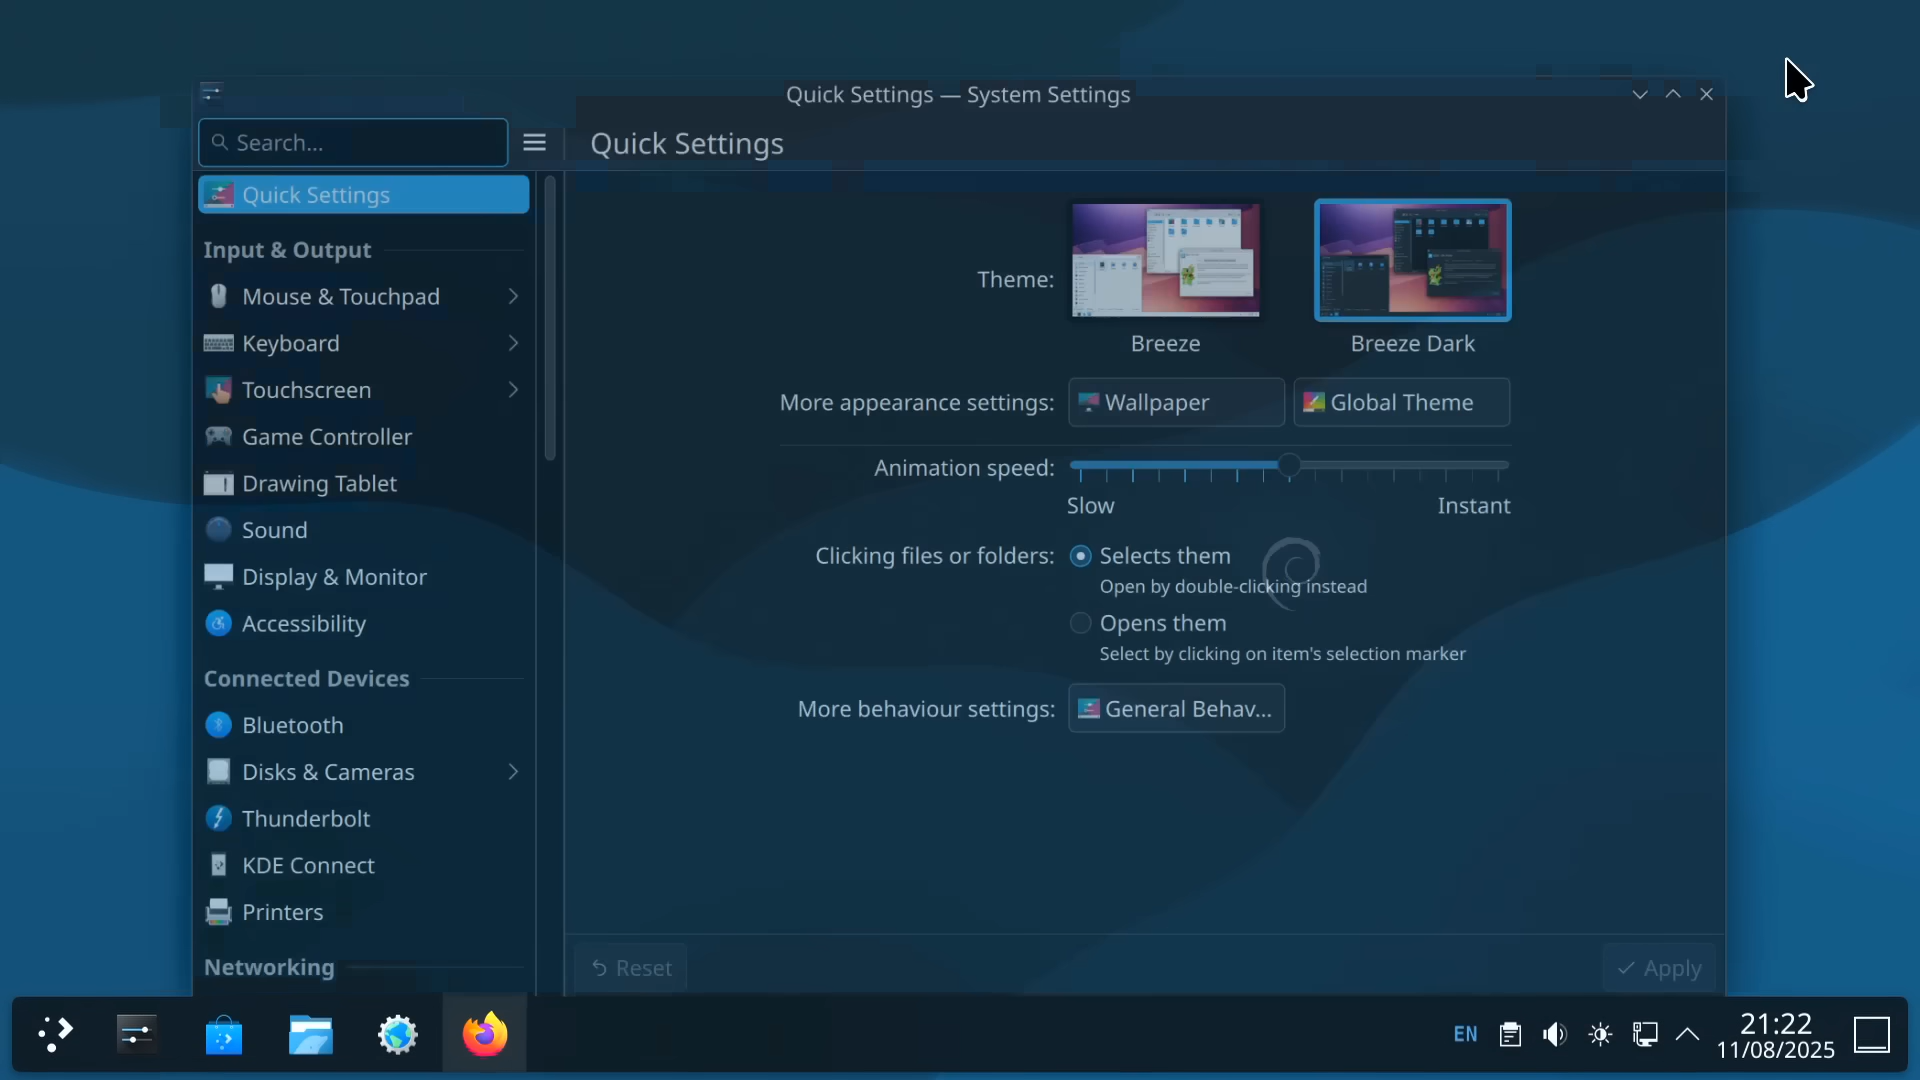 Quick Settings — System Settings
Search...
Quick Settings
Quick Settings
Input & Output
Mouse & Touchpad
Keyboard
Touchscreen
Game Controller
Drawing Tablet
Sound
Display & Monitor
Accessibility
Connected Devices
Bluetooth
Disks & Cameras
Thunderbolt
KDE Connect
Printers
Networking
Theme:
Breeze
Breeze Dark
More appearance settings:
Wallpaper
Global Theme
Animation speed:
Slow
Instant
Clicking files or folders:
Selects them
Open by double-clicking instead
Opens them
Select by clicking on item's selection marker
More behaviour settings:
General Behav...
Reset
Apply
EN
21:22
11/08/2025